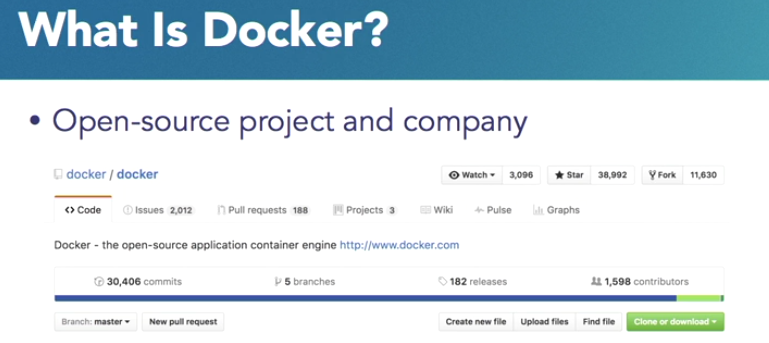 What Is Docker?
• Open-source project and company
docker / docker Watch 3,096 Star 38,992 Fork 11,630
Code Issues 2,012 Pull requests 188 Projects 3 Wiki Pulse Graphs
Docker - the open-source application container engine http://www.docker.com
30,406 commits 5 branches 182 releases 1,598 contributors
Branch: master New pull request Create new file Upload files Find file Clone or download